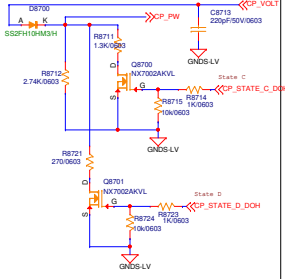 D8700
A K
SS2FH10HM3/H
CP_PW
C8713
220pF/50V/0603
CP_VOLT
R8711
1.3K/0603
GNDS-LV
R8712
2.74K/0603
D
Q8700
NX7002AKVL
G
S
State C
CP_STATE_C_DOH
R8715
10k/0603
R8714
1K/0603
GNDS-LV
R8721
270/0603
D
Q8701
NX7002AKVL
G
S
State D
CP_STATE_D_DOH
R8724
10k/0603
R8723
1K/0603
GNDS-LV